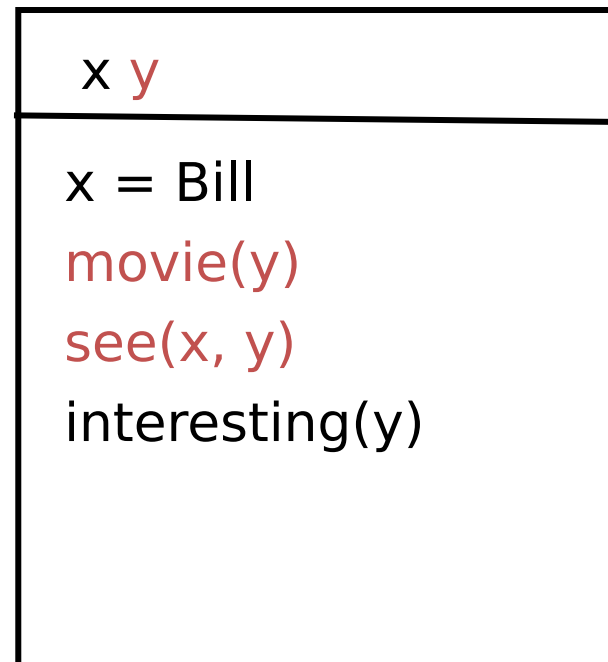 x y
x = Bill
movie(y)
see(x, y)
interesting(y)